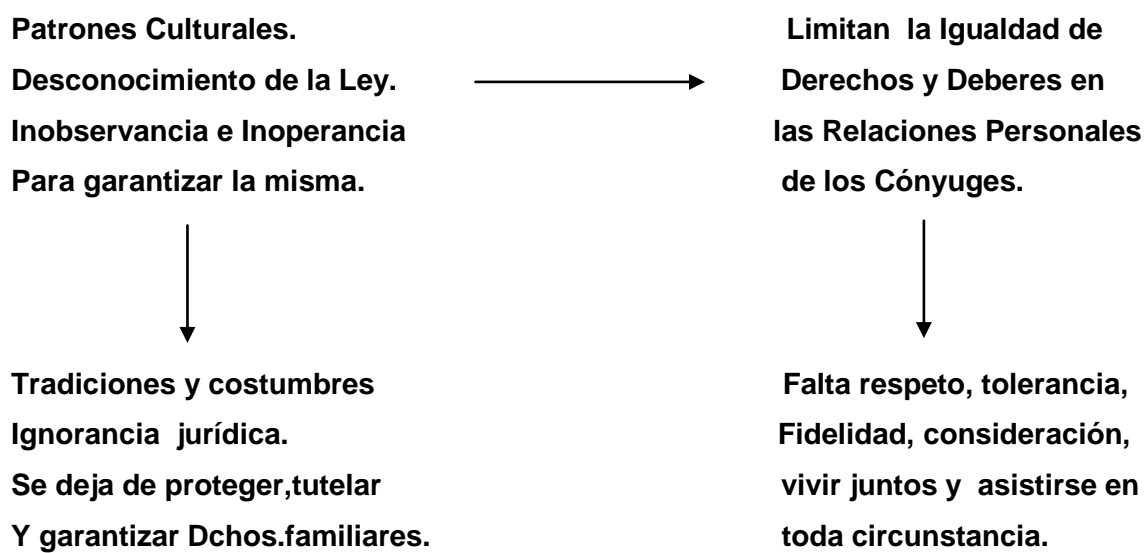 Patrones Culturales.
Desconocimiento de la Ley.
Inobservancia e Inoperancia
Para garantizar la misma.
Limitan la Igualdad de
Derechos y Deberes en
las Relaciones Personales
de los Cónyuges.
Tradiciones y costumbres
Ignorancia jurídica.
Se deja de proteger,tutelar
Y garantizar Dchos.familiares.
Falta respeto, tolerancia,
Fidelidad, consideración,
vivir juntos y asistirse en
toda circunstancia.